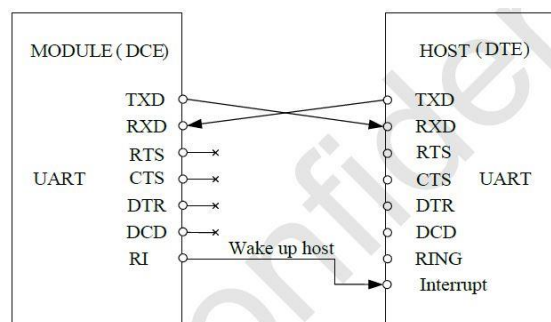 MODULE (DCE)
HOST (DTE)
TXD
TXD
RXD
RXD
RTS
RTS
UART
CTS
CTS
UART
DTR
DTR
DCD
DCD
RI
Wake up host
RING
Interrupt